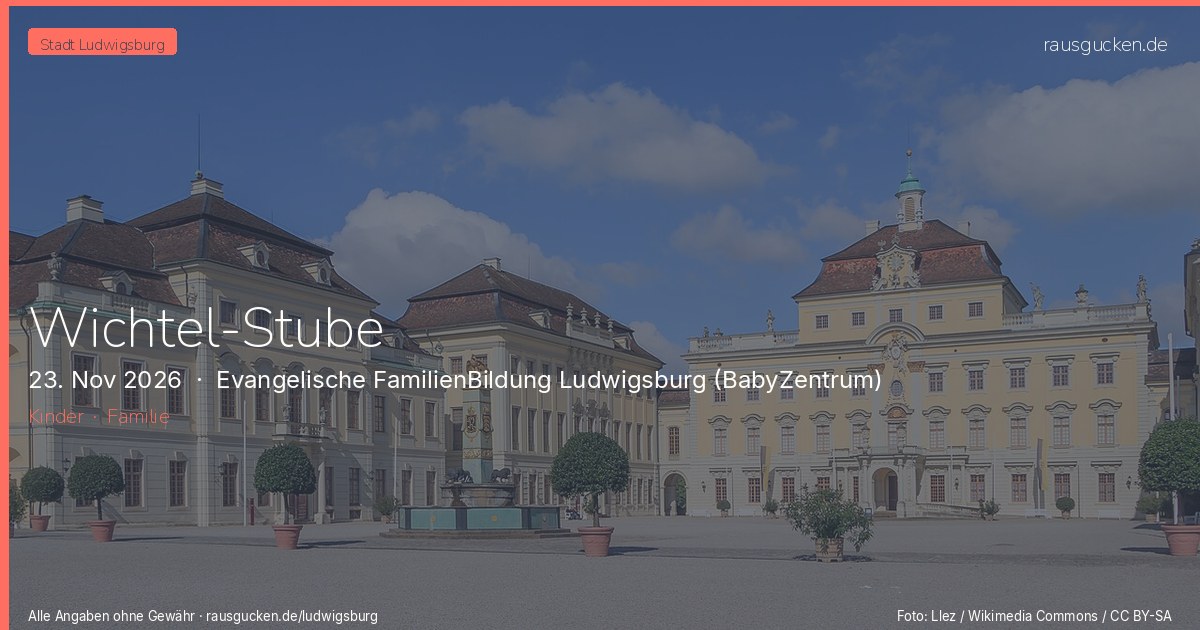 Stadt Ludwigsburg
rausgucken.de
Wichtel-Stube
23. Nov 2026 · Evangelische FamilienBildung Ludwigsburg (BabyZentrum)
Kinder · Familie
Alle Angaben ohne Gewähr · rausgucken.de/ludwigsburg
Foto: Llez / Wikimedia Commons / CC BY-SA